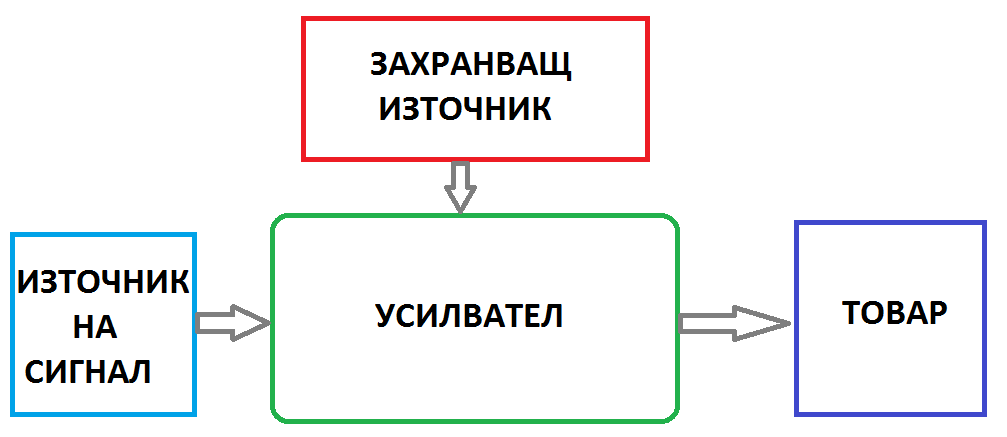 ЗАХРАНВАЩ
ИЗТОЧНИК
ИЗТОЧНИК
НА
СИГНАЛ
УСИЛВАТЕЛ
ТОВАР